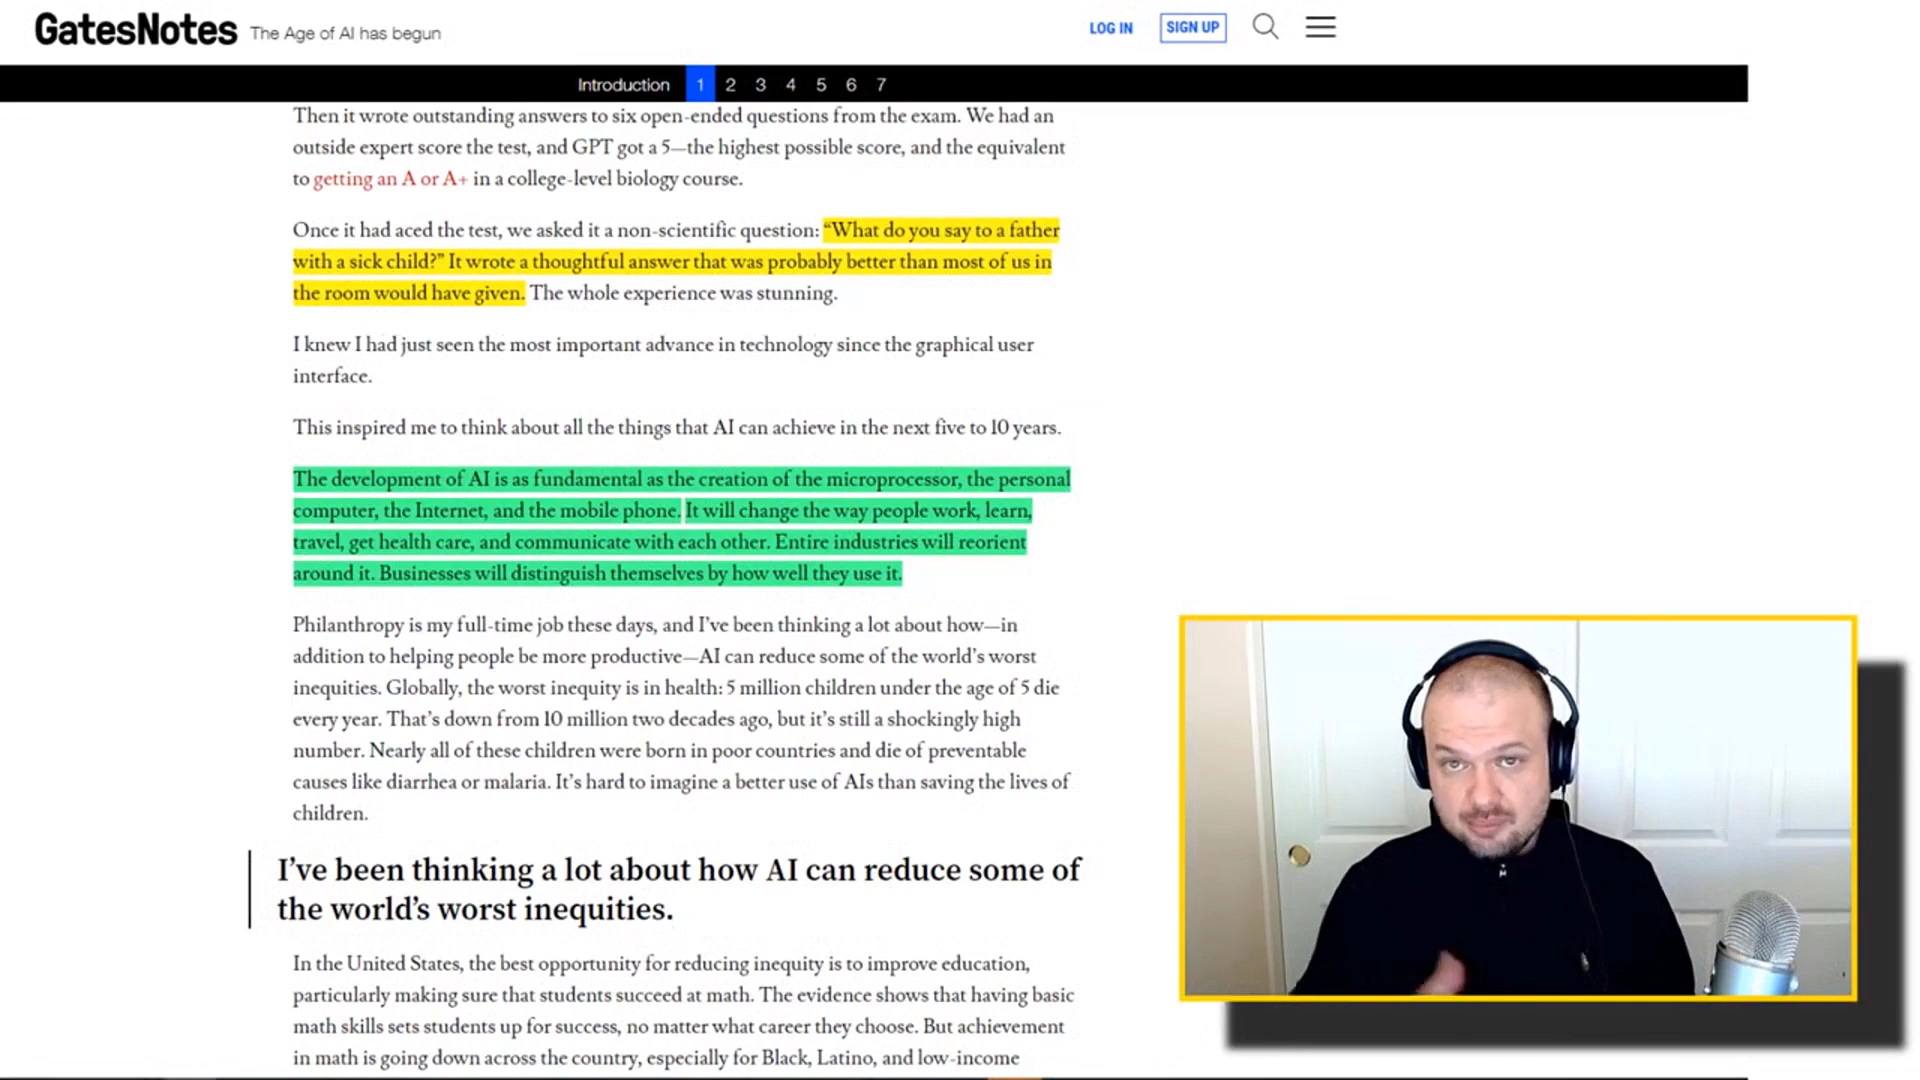 GatesNotes The Age of AI has begun LOG IN SIGN UP
Introduction 1 2 3 4 5 6 7
Then it wrote outstanding answers to six open-ended questions from the exam. We had an
outside expert score the test, and GPT got a 5—the highest possible score, and the equivalent
to getting an A or A+ in a college-level biology course.
Once it had aced the test, we asked it a non-scientific question: “What do you say to a father
with a sick child?” It wrote a thoughtful answer that was probably better than most of us in
the room would have given. The whole experience was stunning.
I knew I had just seen the most important advance in technology since the graphical user
interface.
This inspired me to think about all the things that AI can achieve in the next five to 10 years.
The development of AI is as fundamental as the creation of the microprocessor, the personal
computer, the Internet, and the mobile phone. It will change the way people work, learn,
travel, get health care, and communicate with each other. Entire industries will reorient
around it. Businesses will distinguish themselves by how well they use it.
Philanthropy is my full-time job these days, and I’ve been thinking a lot about how—in
addition to helping people be more productive—AI can reduce some of the world’s worst
inequities. Globally, the worst inequity is in health: 5 million children under the age of 5 die
every year. That’s down from 10 million two decades ago, but it’s still a shockingly high
number. Nearly all of these children were born in poor countries and die of preventable
causes like diarrhea or malaria. It’s hard to imagine a better use of AIs than saving the lives of
children.
I’ve been thinking a lot about how AI can reduce some of
the world’s worst inequities.
In the United States, the best opportunity for reducing inequity is to improve education,
particularly making sure that students succeed at math. The evidence shows that having basic
math skills sets students up for success, no matter what career they choose. But achievement
in math is going down across the country, especially for Black, Latino, and low-income